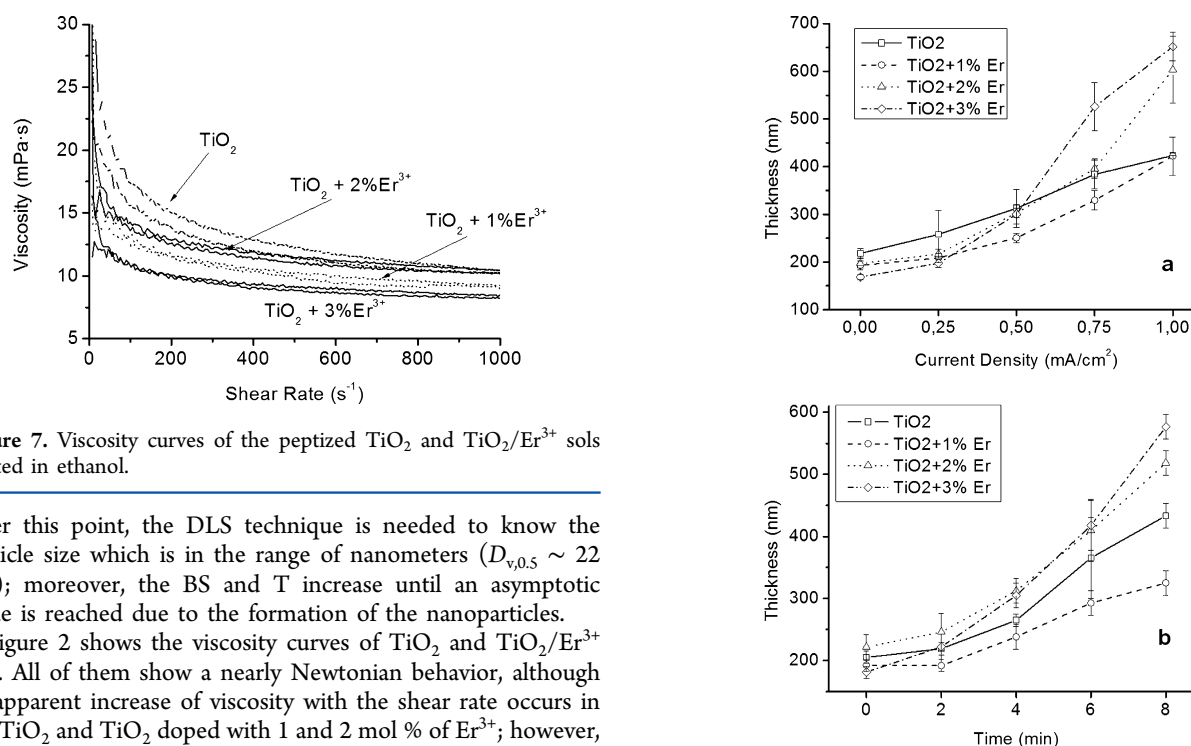 30
25
20
15
10
5
Viscosity (mPa·s)
TiO₂
TiO₂ + 2%Er³⁺
TiO₂ + 1%Er³⁺
TiO₂ + 3%Er³⁺
0 200 400 600 800 1000
Shear Rate (s⁻¹)
ure 7. Viscosity curves of the peptized TiO₂ and TiO₂/Er³⁺ sols
ted in ethanol.
er this point, the DLS technique is needed to know the
icle size which is in the range of nanometers (Dv,0.5 ∼ 22
); moreover, the BS and T increase until an asymptotic
e is reached due to the formation of the nanoparticles.
igure 2 shows the viscosity curves of TiO₂ and TiO₂/Er³⁺
. All of them show a nearly Newtonian behavior, although
apparent increase of viscosity with the shear rate occurs in
TiO₂ and TiO₂ doped with 1 and 2 mol % of Er³⁺; however,
700
600
500
400
300
200
100
Thickness (nm)
TiO2
TiO2+1% Er
TiO2+2% Er
TiO2+3% Er
a
0,00 0,25 0,50 0,75 1,00
Current Density (mA/cm²)
600
500
400
300
200
Thickness (nm)
TiO2
TiO2+1% Er
TiO2+2% Er
TiO2+3% Er
b
0 2 4 6 8
Time (min)